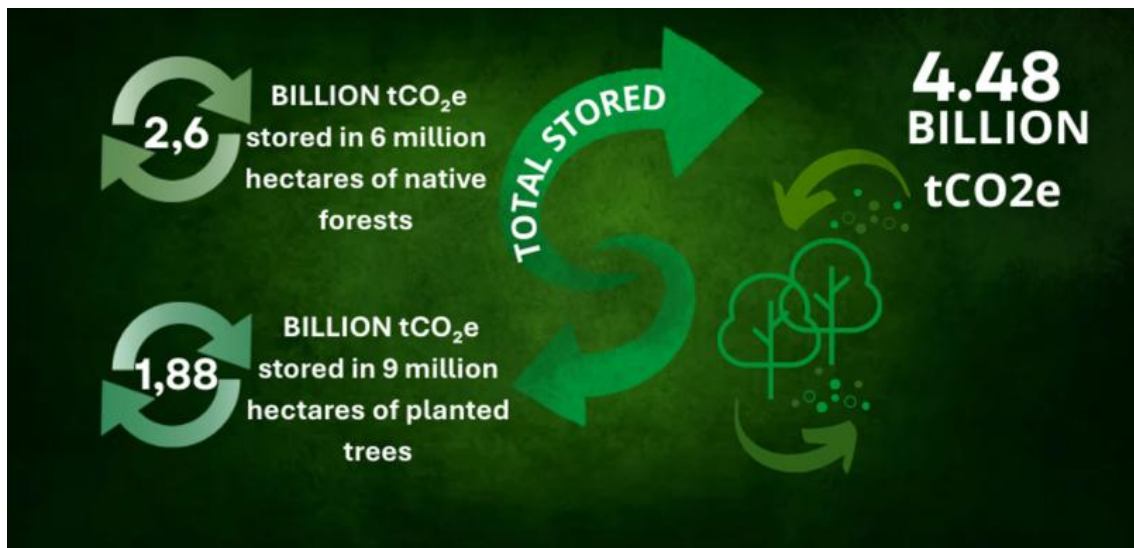 2,6
BILLION tCO₂e
stored in 6 million
hectares of native
forests
1,88
BILLION tCO₂e
stored in 9 million
hectares of planted
trees
TOTAL STORED
4.48
BILLION
tCO2e